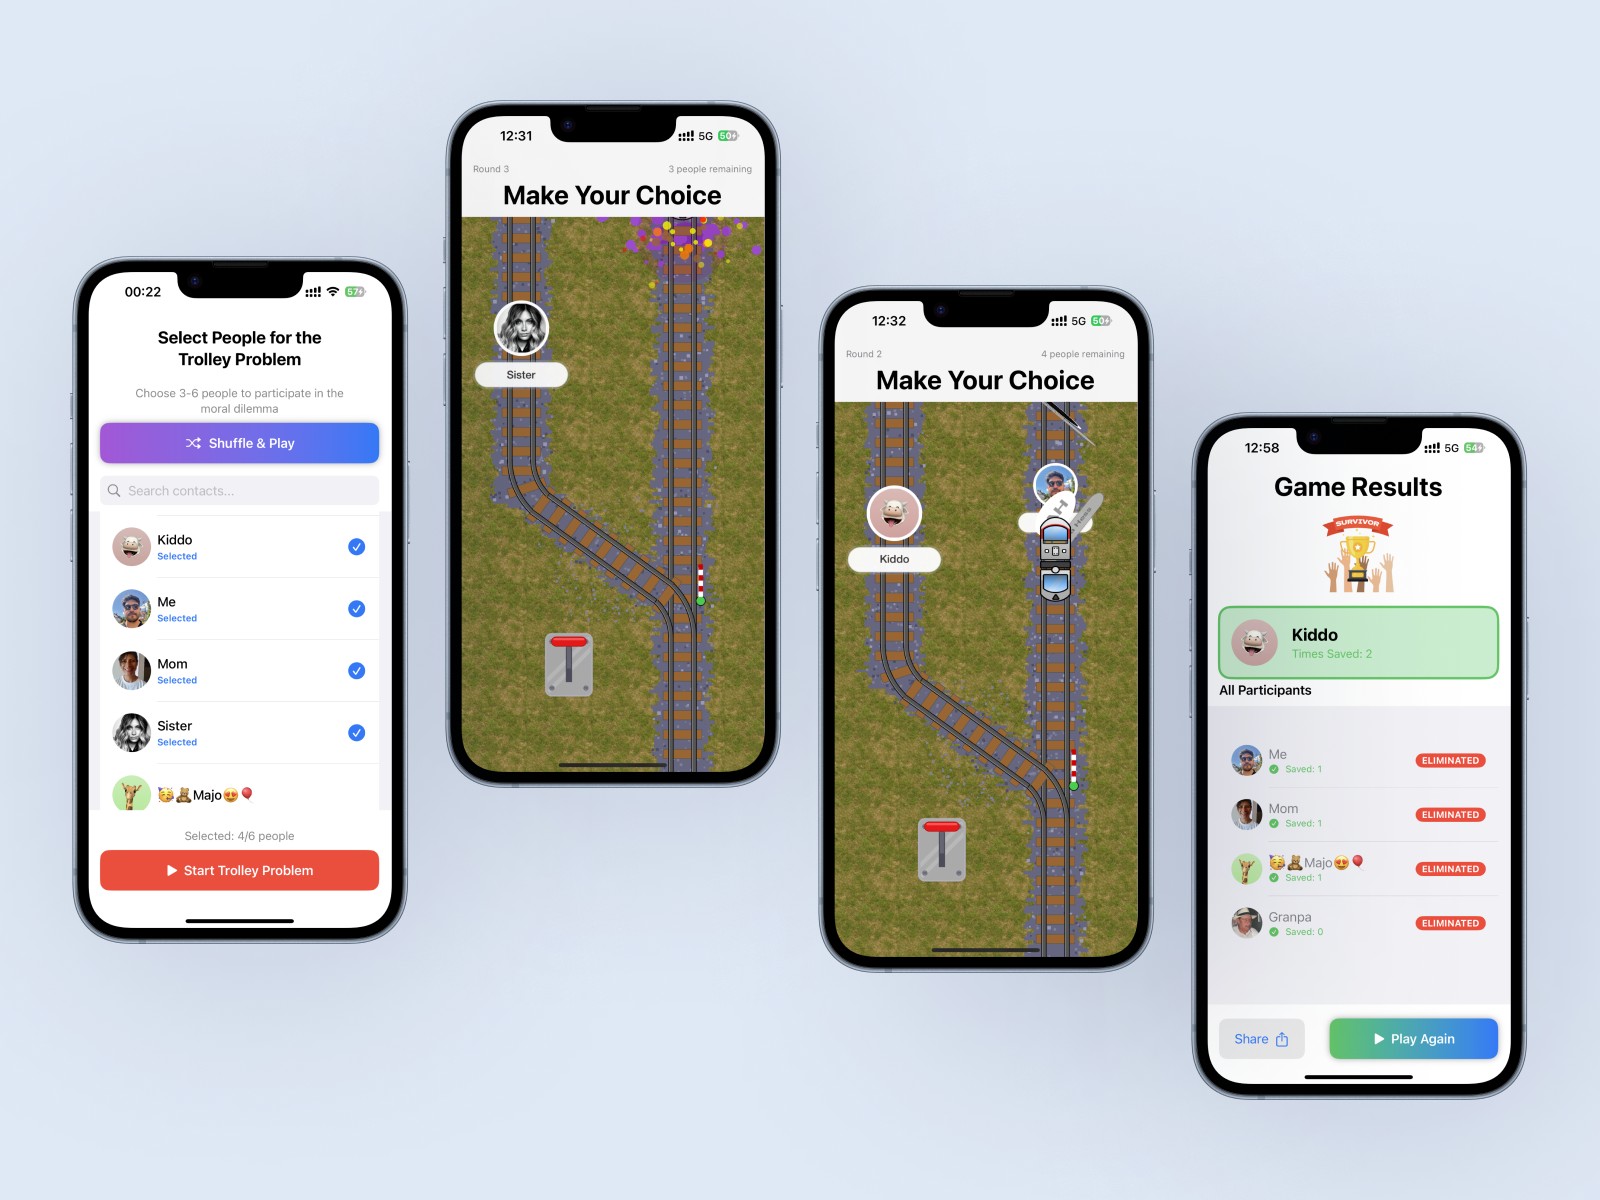 00:22
57
Select People for the
Trolley Problem
Choose 3-6 people to participate in the
moral dilemma
Shuffle & Play
Search contacts...
Kiddo
Selected
Me
Selected
Mom
Selected
Sister
Selected
🥳🧸Majo😍🎈
Selected: 4/6 people
Start Trolley Problem
12:31
5G 50
Round 3
3 people remaining
Make Your Choice
Sister
12:32
5G 50
Round 2
4 people remaining
Make Your Choice
Kiddo
H
12:58
5G 54
Game Results
SURVIVOR
Kiddo
Times Saved: 2
All Participants
Me
Saved: 1
ELIMINATED
Mom
Saved: 1
ELIMINATED
🥳🧸Majo😍🎈
Saved: 1
ELIMINATED
Granpa
Saved: 0
ELIMINATED
Share
Play Again